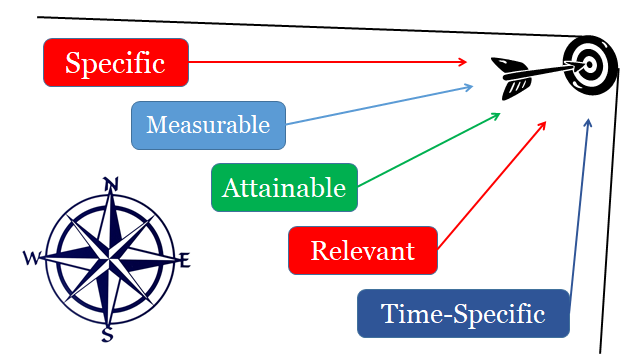 Specific
Measurable
Attainable
N
Relevant
W
E
Time-Specific
S